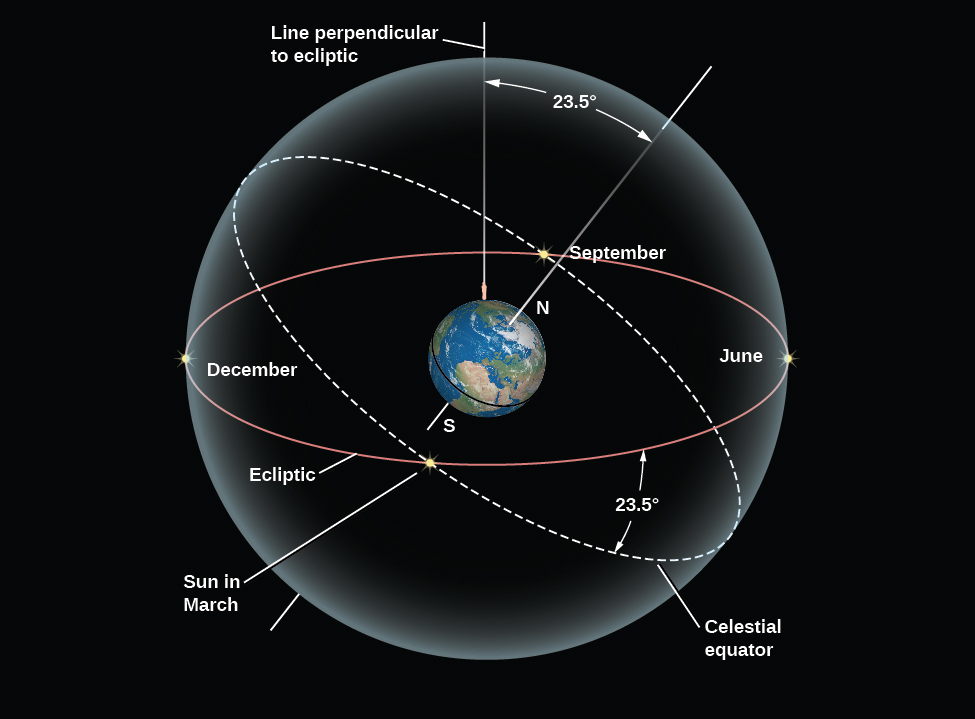 Line perpendicular
to ecliptic
23.5°
September
N
December
June
S
Ecliptic
23.5°
Sun in
March
Celestial
equator